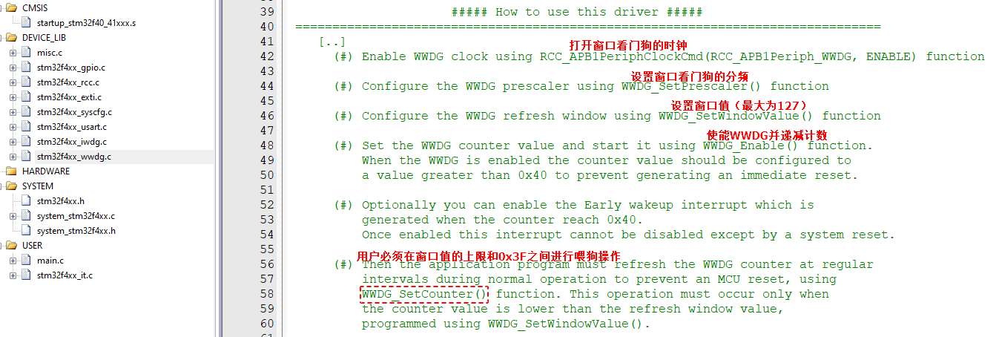 CMSIS
startup_stm32f40_41xxx.s
DEVICE_LIB
misc.c
stm32f4xx_gpio.c
stm32f4xx_rcc.c
stm32f4xx_exti.c
stm32f4xx_syscfg.c
stm32f4xx_usart.c
stm32f4xx_iwdg.c
stm32f4xx_wwdg.c
HARDWARE
SYSTEM
stm32f4xx.h
system_stm32f4xx.c
system_stm32f4xx.h
USER
main.c
stm32f4xx_it.c
39 ##### How to use this driver #####
40 ===============================================================================
41 [..]
打开窗口看门狗的时钟
42 (#) Enable WWDG clock using RCC_APB1PeriphClockCmd(RCC_APB1Periph_WWDG, ENABLE) function
43
设置窗口看门狗的分频
44 (#) Configure the WWDG prescaler using WWDG_SetPrescaler() function
45
设置窗口值（最大为127）
46 (#) Configure the WWDG refresh window using WWDG_SetWindowValue() function
47
使能WWDG并递减计数
48 (#) Set the WWDG counter value and start it using WWDG_Enable() function.
49 When the WWDG is enabled the counter value should be configured to
50 a value greater than 0x40 to prevent generating an immediate reset.
51
52 (#) Optionally you can enable the Early wakeup interrupt which is
53 generated when the counter reach 0x40.
54 Once enabled this interrupt cannot be disabled except by a system reset.
55
用户必须在窗口值的上限和0x3F之间进行喂狗操作
56 (#) Then the application program must refresh the WWDG counter at regular
57 intervals during normal operation to prevent an MCU reset, using
58 WWDG_SetCounter() function. This operation must occur only when
59 the counter value is lower than the refresh window value,
60 programmed using WWDG_SetWindowValue().